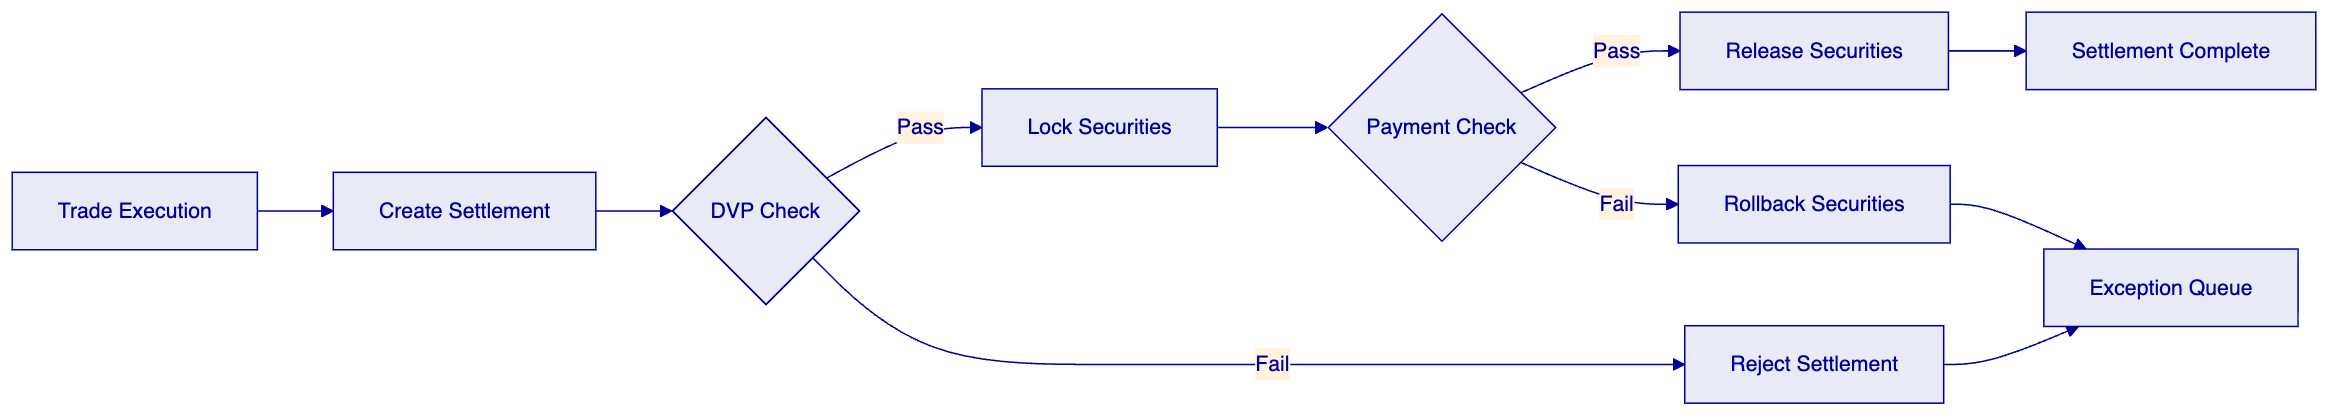 Trade Execution
Create Settlement
DVP Check
Pass
Lock Securities
Payment Check
Pass
Release Securities
Settlement Complete
Fail
Rollback Securities
Exception Queue
Fail
Reject Settlement